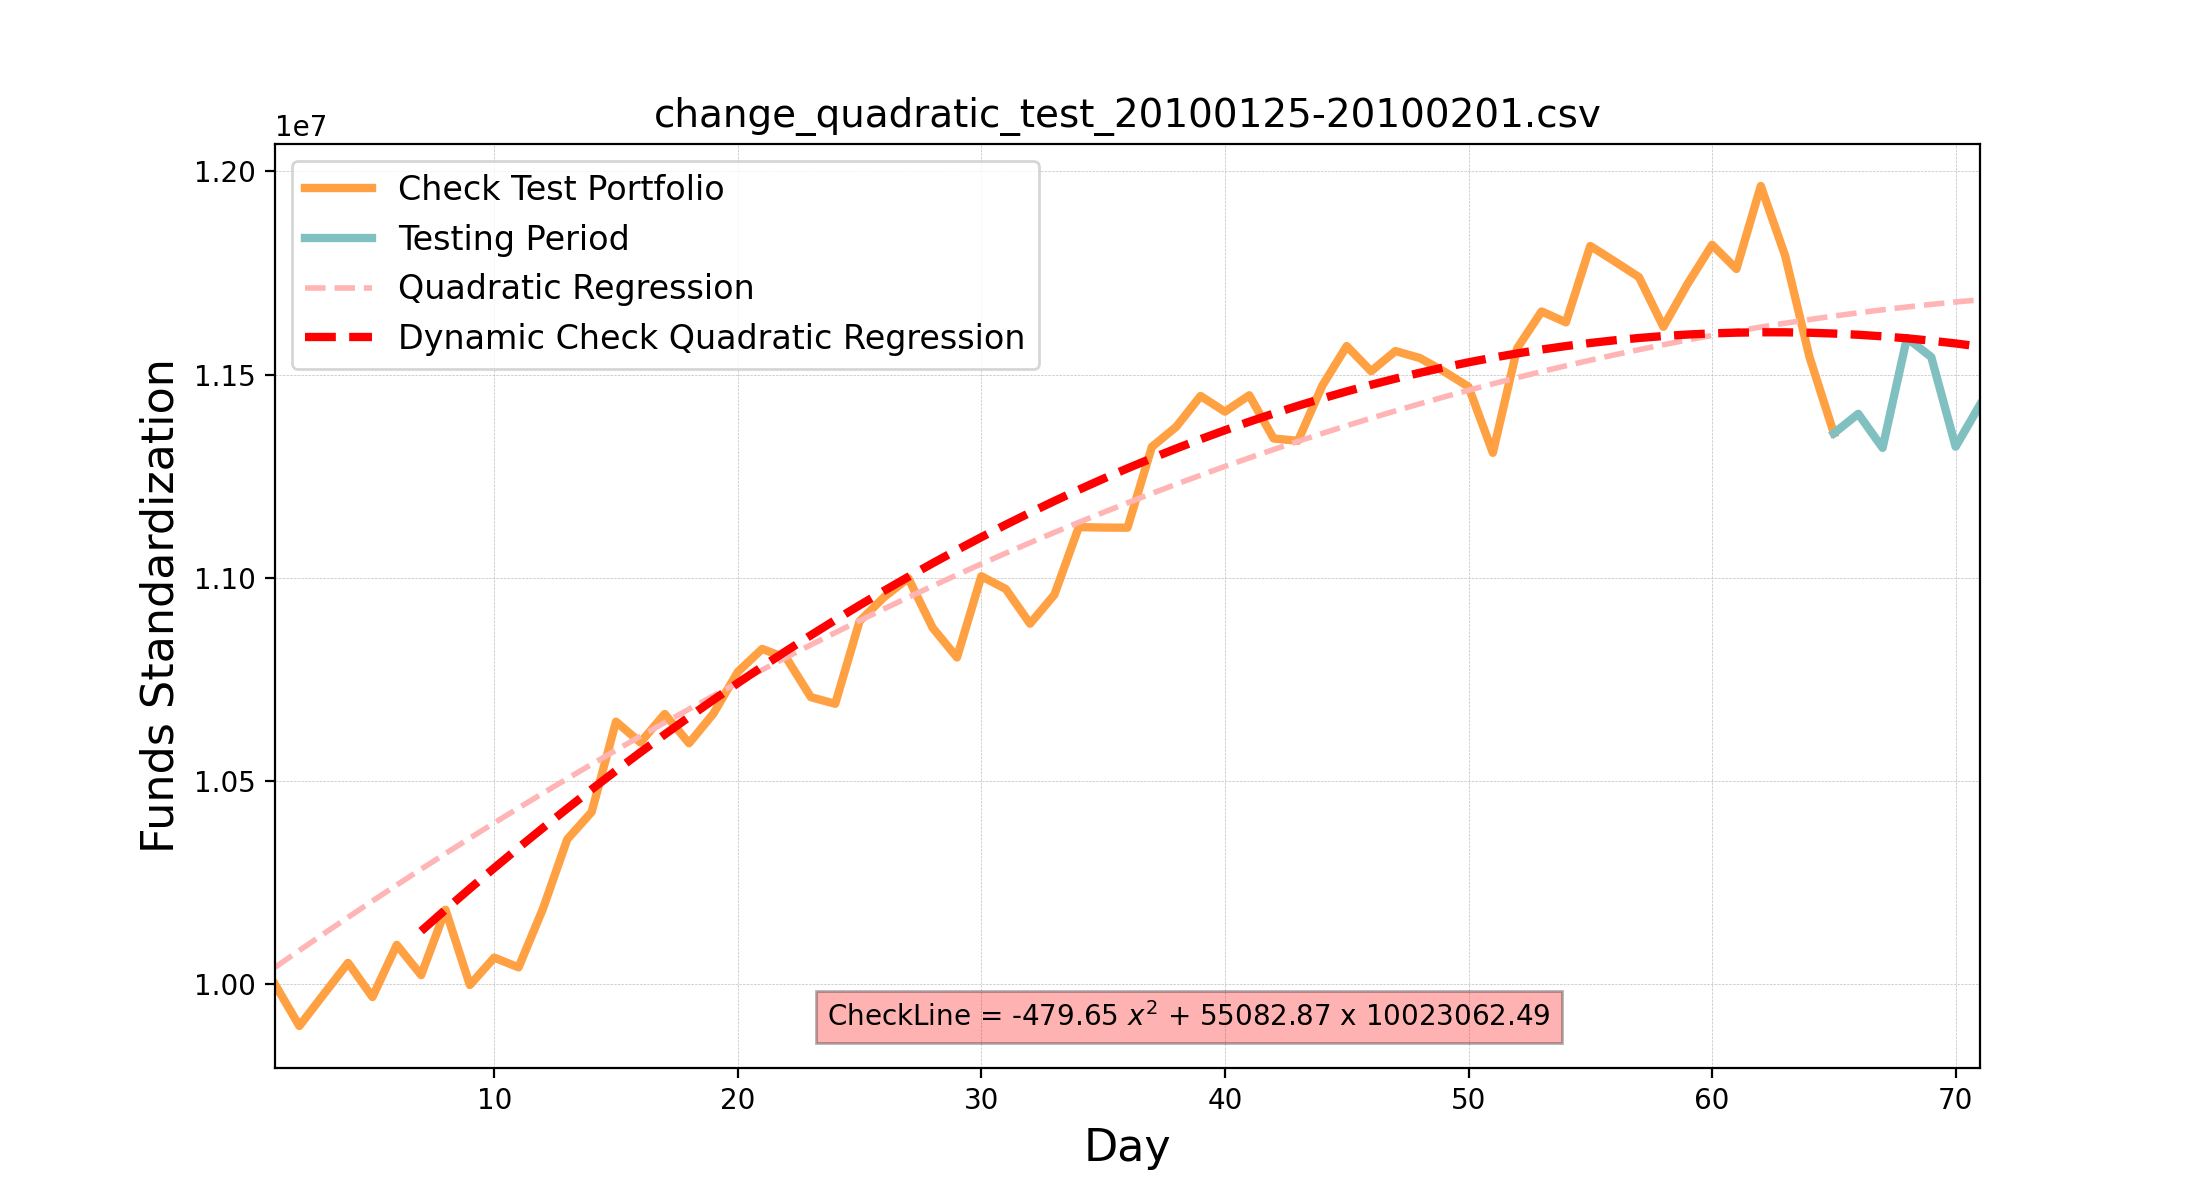 change_quadratic_test_20100125-20100201.csv
1e7
1.20
1.15
1.10
1.05
1.00
Funds Standardization
Check Test Portfolio
Testing Period
Quadratic Regression
Dynamic Check Quadratic Regression
CheckLine = -479.65 x² + 55082.87 x 10023062.49
10 20 30 40 50 60 70
Day